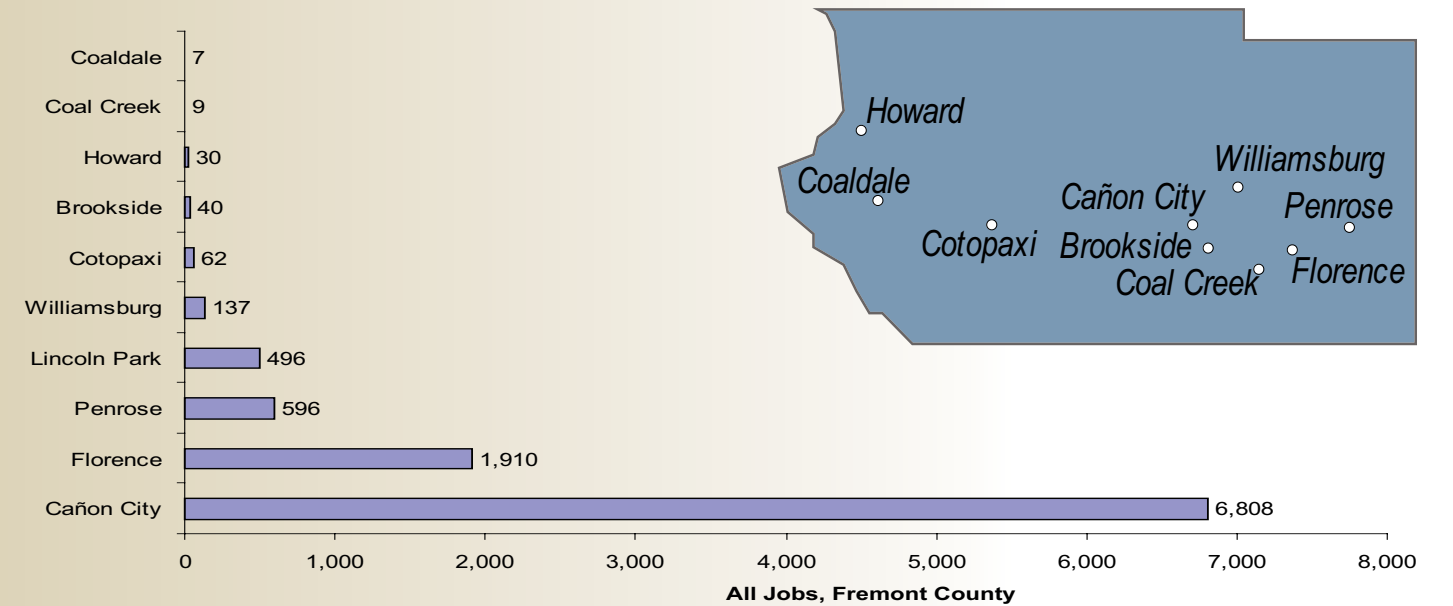 Coaldale 7
Coal Creek 9
Howard 30
Brookside 40
Cotopaxi 62
Williamsburg 137
Lincoln Park 496
Penrose 596
Florence 1,910
Cañon City 6,808
0 1,000 2,000 3,000 4,000 5,000 6,000 7,000 8,000
All Jobs, Fremont County
Howard
Williamsburg
Coaldale
Cañon City
Penrose
Cotopaxi
Brookside
Florence
Coal Creek